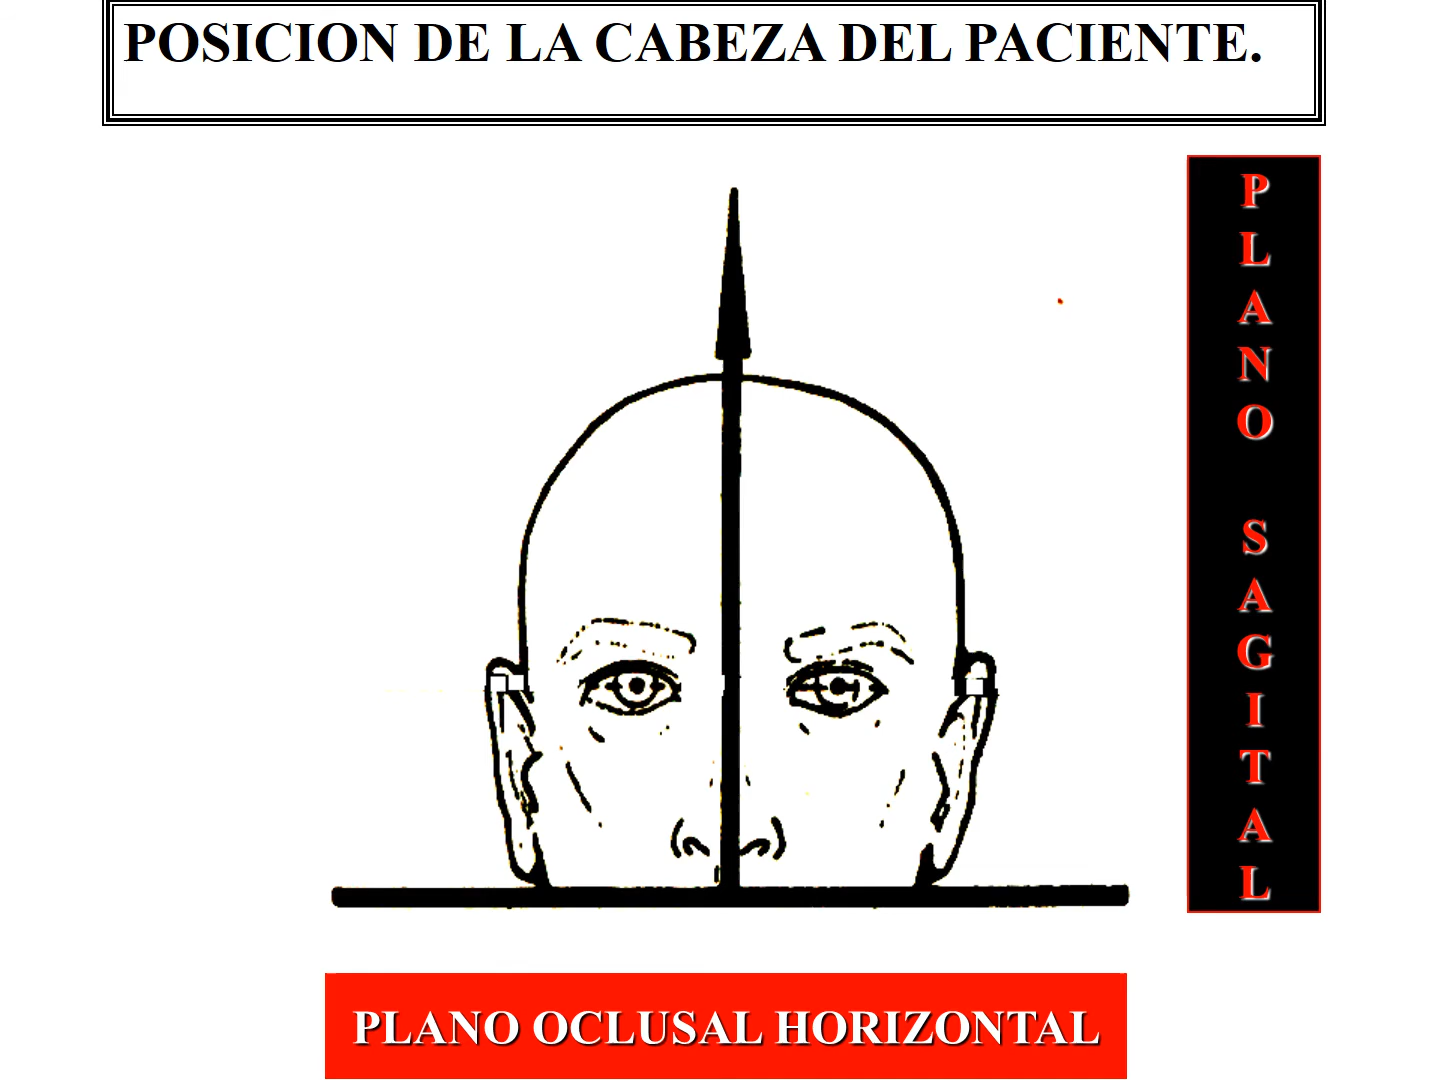 POSICION DE LA CABEZA DEL PACIENTE.
PLANO SAGITAL
PLANO OCLUSAL HORIZONTAL